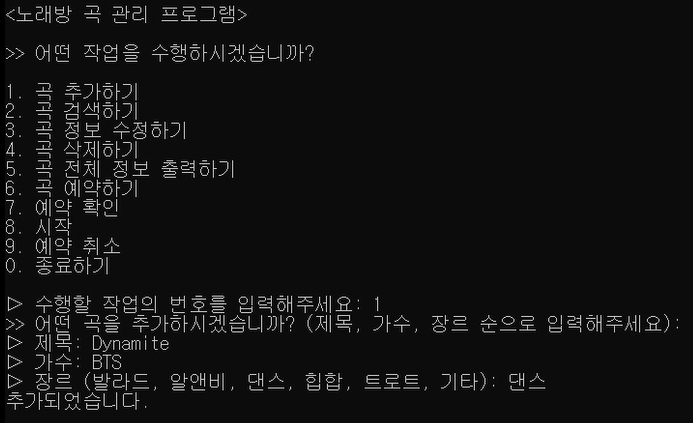 <노래방 곡 관리 프로그램>
>> 어떤 작업을 수행하시겠습니까?
1. 곡 추가하기
2. 곡 검색하기
3. 곡 정보 수정하기
4. 곡 삭제하기
5. 곡 전체 정보 출력하기
6. 곡 예약하기
7. 예약 확인
8. 시작
9. 예약 취소
0. 종료하기
▷ 수행할 작업의 번호를 입력해주세요: 1
>> 어떤 곡을 추가하시겠습니까? (제목, 가수, 장르 순으로 입력해주세요):
▷ 제목: Dynamite
▷ 가수: BTS
▷ 장르 (발라드, 알앤비, 댄스, 힙합, 트로트, 기타): 댄스
추가되었습니다.